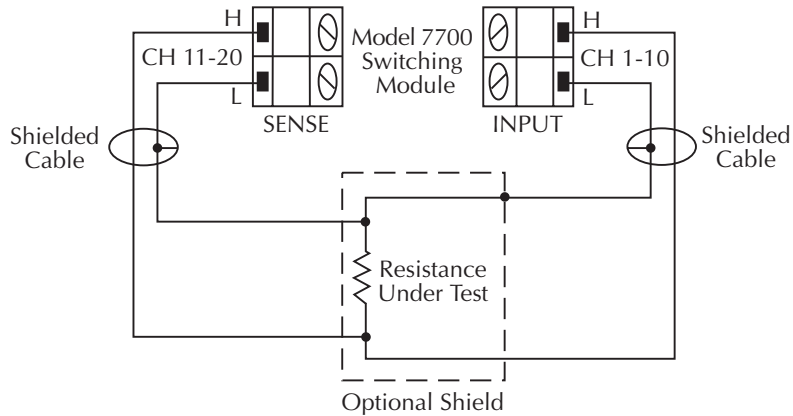 H
CH 11-20
L
SENSE
Model 7700
Switching
Module
H
CH 1-10
L
INPUT
Shielded
Cable
Shielded
Cable
Resistance
Under Test
Optional Shield